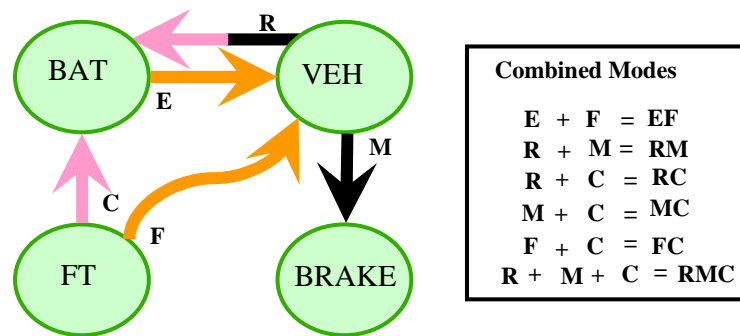 R
BAT
VEH
E
M
C
F
FT
BRAKE
Combined Modes
E + F = EF
R + M = RM
R + C = RC
M + C = MC
F + C = FC
R + M + C = RMC